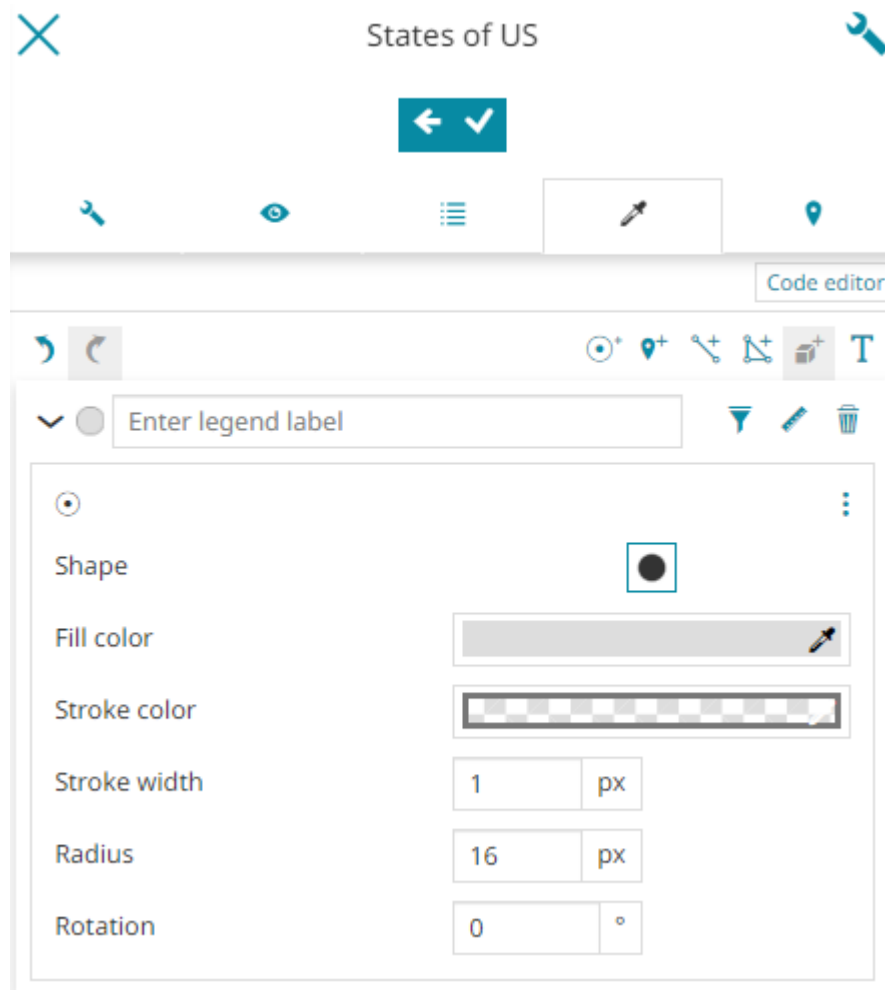 States of US
Code editor
T
Enter legend label
Shape
Fill color
Stroke color
Stroke width 1 px
Radius 16 px
Rotation 0 °